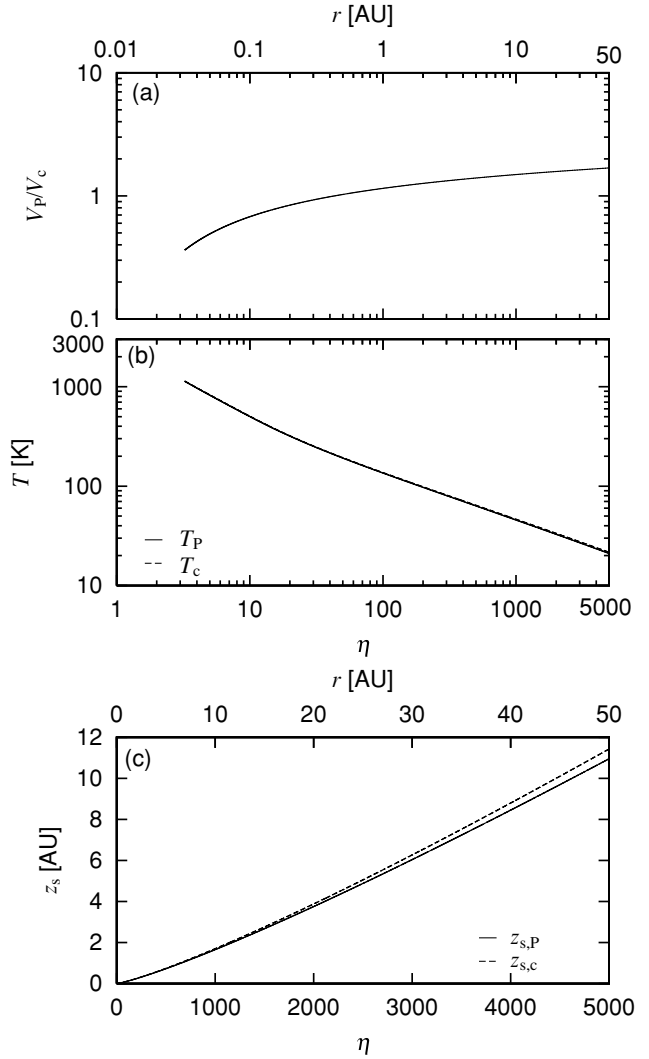 r [AU]
0.01 0.1 1 10 50
(a)
10
1
0.1
V_P/V_c
(b)
3000
1000
100
10
T [K]
T_P
T_c
1 10 100 1000 5000
η
r [AU]
0 10 20 30 40 50
(c)
12
10
8
6
4
2
0
z_s [AU]
z_s,P
z_s,c
0 1000 2000 3000 4000 5000
η